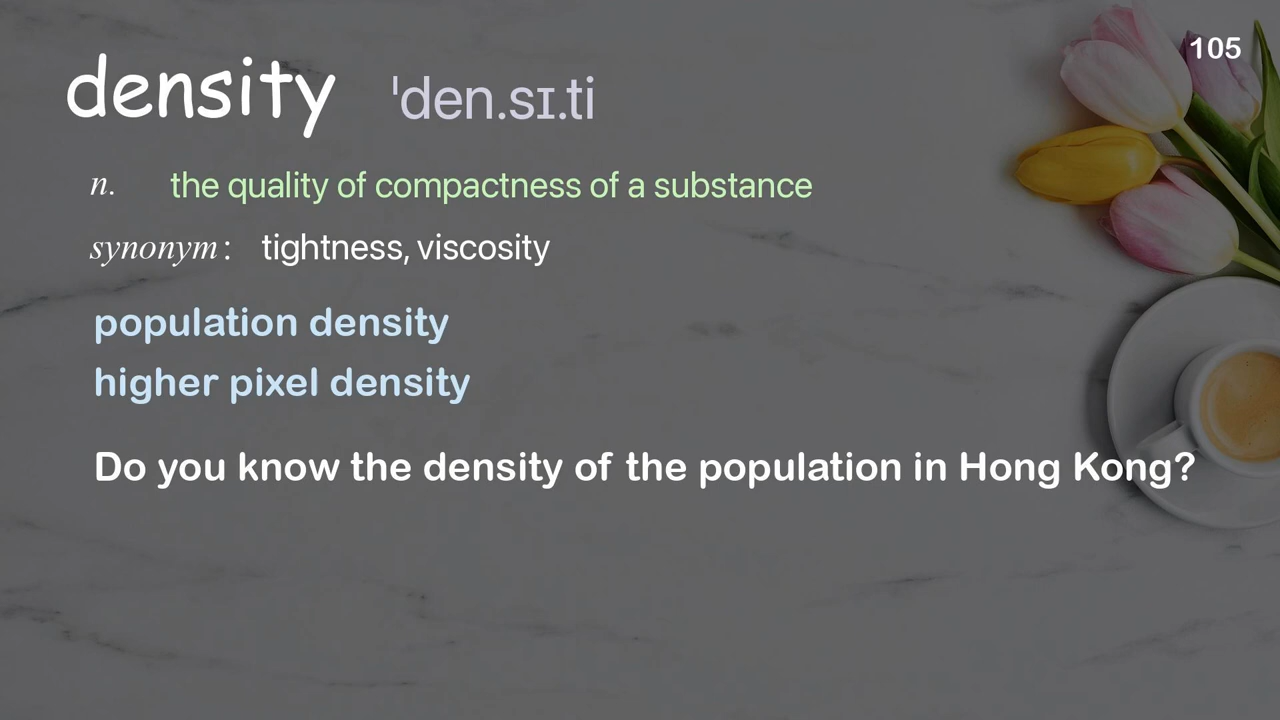 105
density ˈden.sɪ.ti
n. the quality of compactness of a substance
synonym: tightness, viscosity
population density
higher pixel density
Do you know the density of the population in Hong Kong?